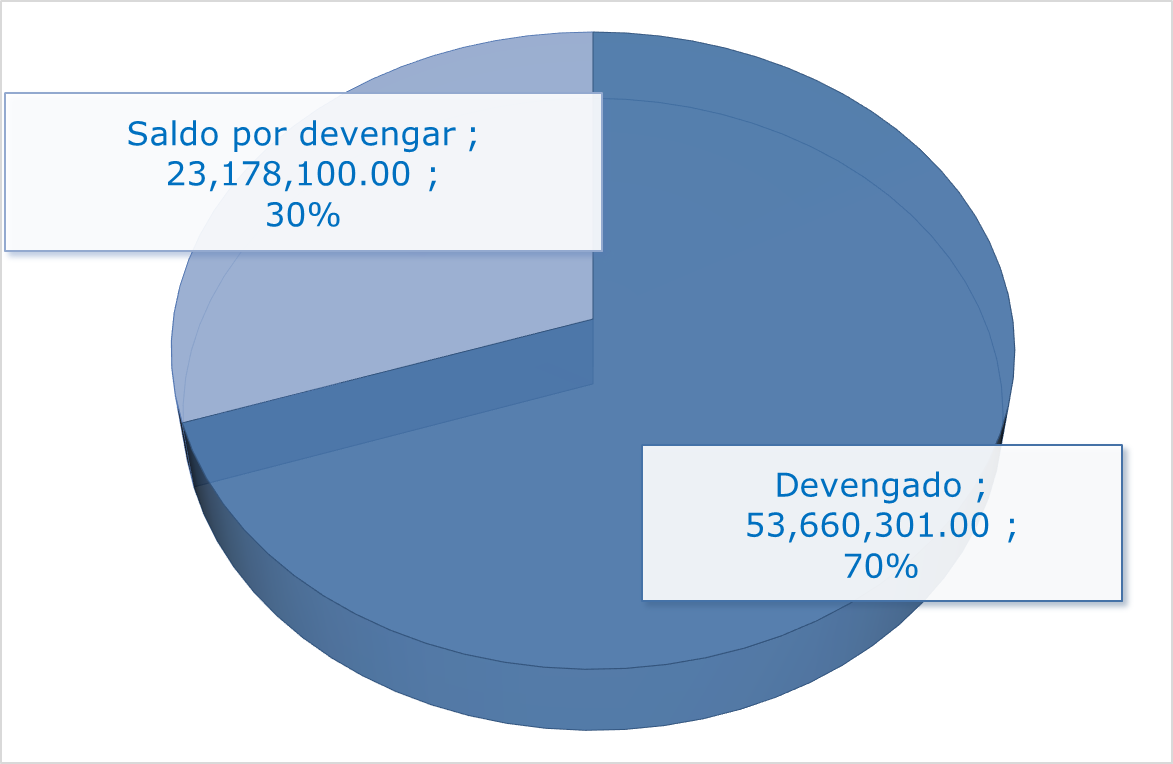 Saldo por devengar ;
23,178,100.00 ;
30%
Devengado ;
53,660,301.00 ;
70%